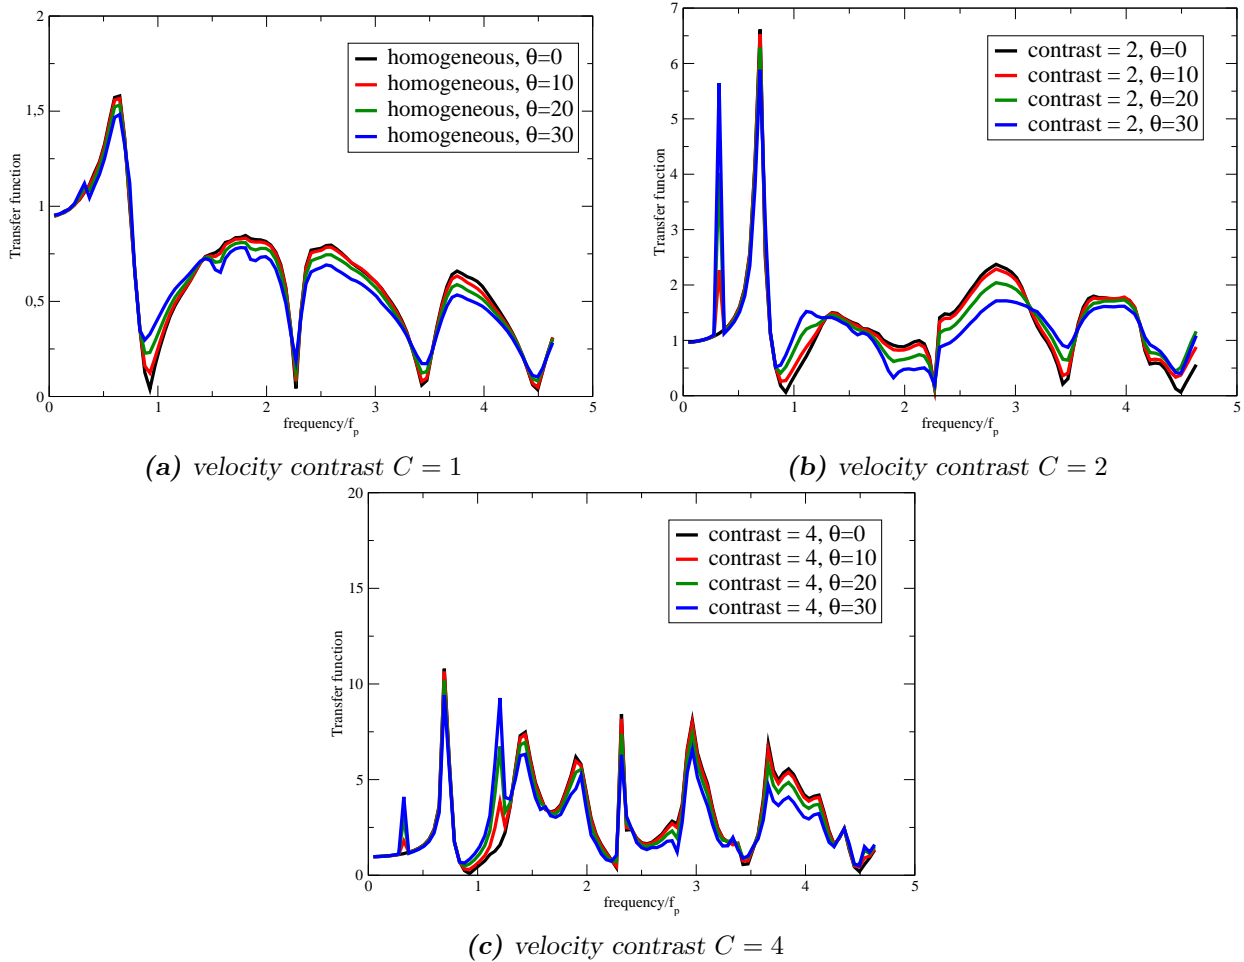 2
1,5
1
0,5
0
0
1
2
3
4
5
frequency/f_p
Transfer function
homogeneous, θ=0
homogeneous, θ=10
homogeneous, θ=20
homogeneous, θ=30
(a) velocity contrast C = 1
7
6
5
4
3
2
1
0
0
1
2
3
4
5
frequency/f_p
Transfer function
contrast = 2, θ=0
contrast = 2, θ=10
contrast = 2, θ=20
contrast = 2, θ=30
(b) velocity contrast C = 2
20
15
10
5
0
0
1
2
3
4
5
frequency/f_p
Transfer function
contrast = 4, θ=0
contrast = 4, θ=10
contrast = 4, θ=20
contrast = 4, θ=30
(c) velocity contrast C = 4